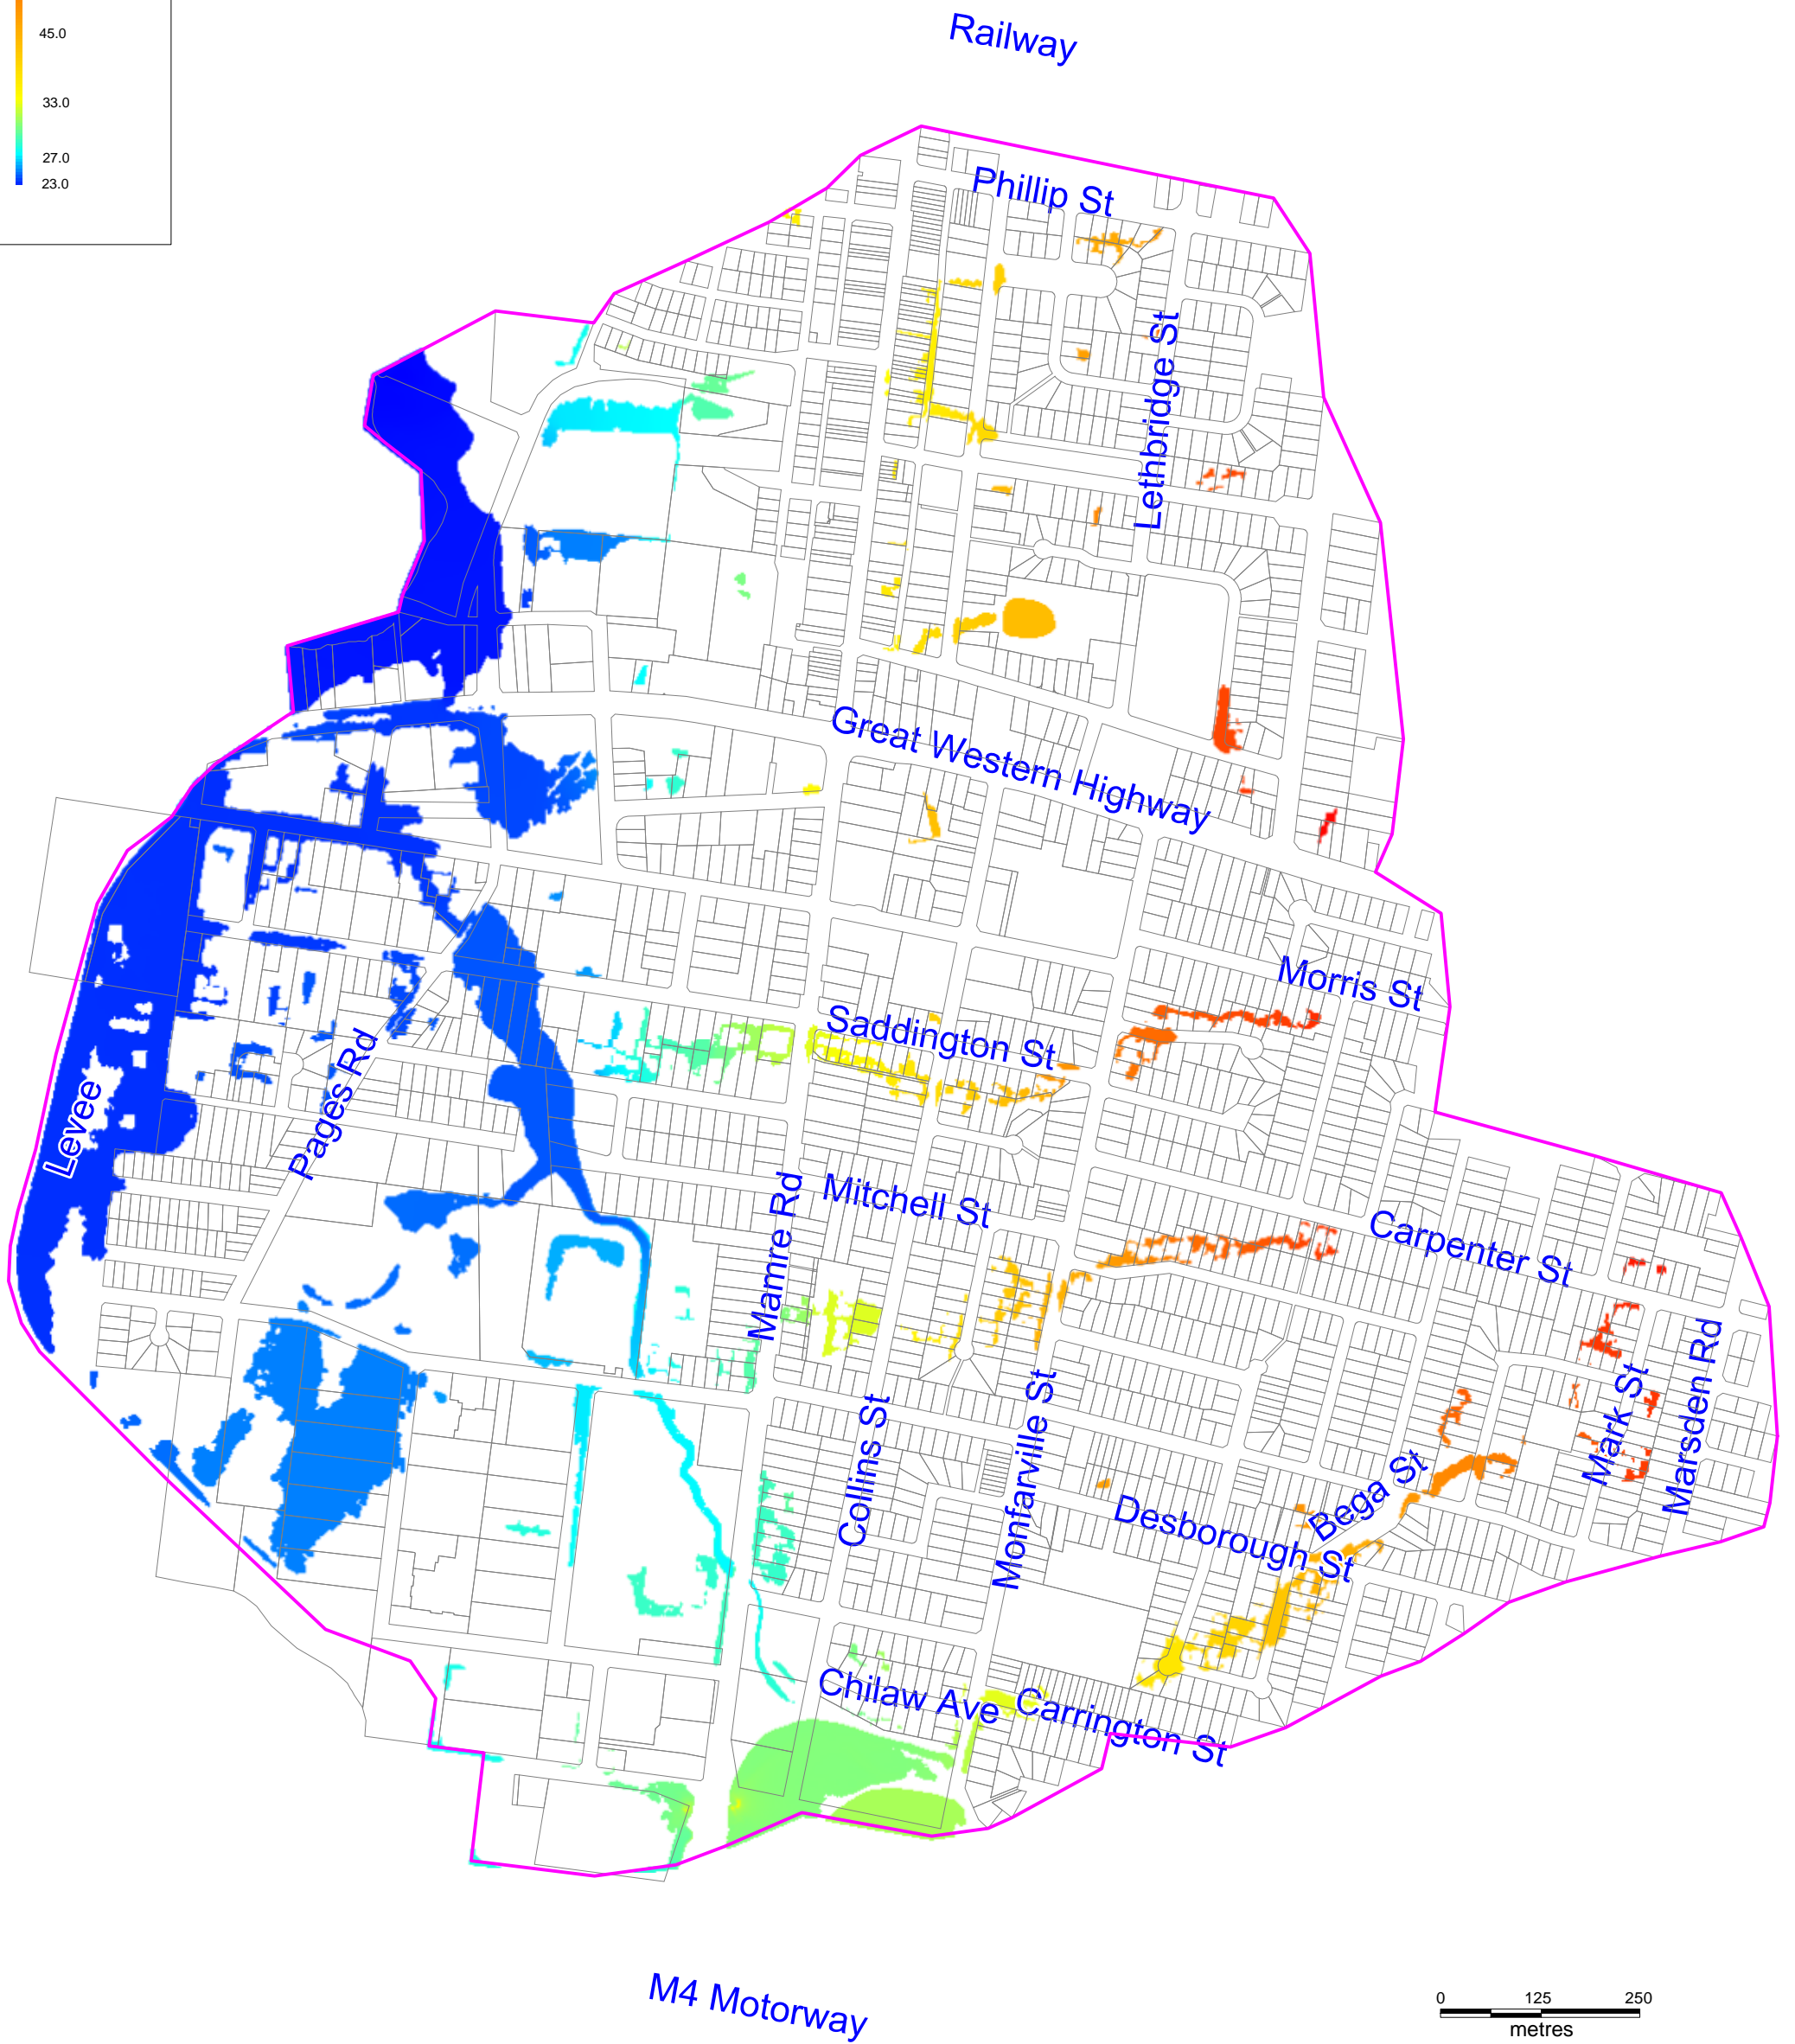 Railway
45.0
33.0
27.0
23.0
Phillip St
Lethbridge St
Great Western Highway
Morris St
Saddington St
Pages Rd
Levee
Mitchell St
Mamre Rd
Carpenter St
Collins St
Monfarville St
Mark St
Marsden Rd
Bega St
Desborough St
Chilaw Ave
Carrington St
M4 Motorway
0 125 250
metres